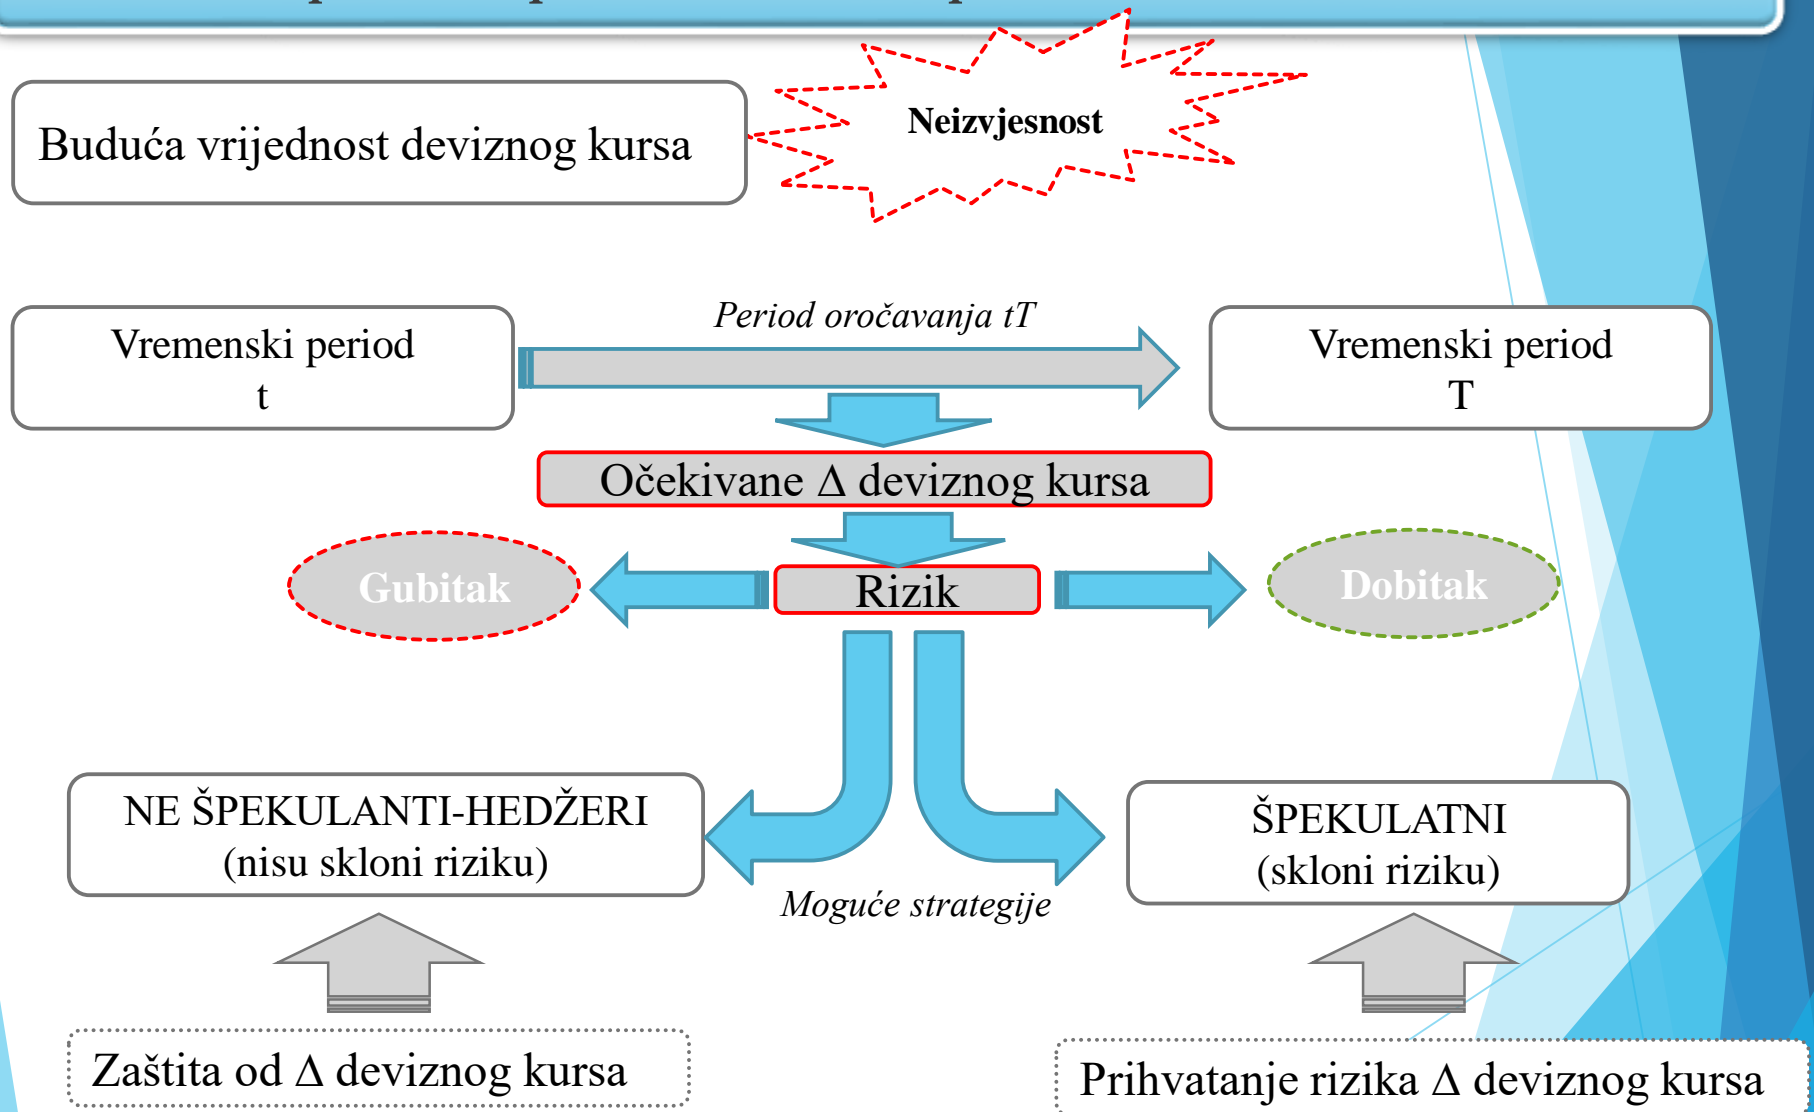 Neizvjesnost
Buduća vrijednost deviznog kursa
Period oročavanja tT
Vremenski period
t
Vremenski period
T
Očekivane Δ deviznog kursa
Gubitak
Rizik
Dobitak
NE ŠPEKULANTI-HEDŽERI
(nisu skloni riziku)
ŠPEKULATNI
(skloni riziku)
Moguće strategije
Zaštita od Δ deviznog kursa
Prihvatanje rizika Δ deviznog kursa